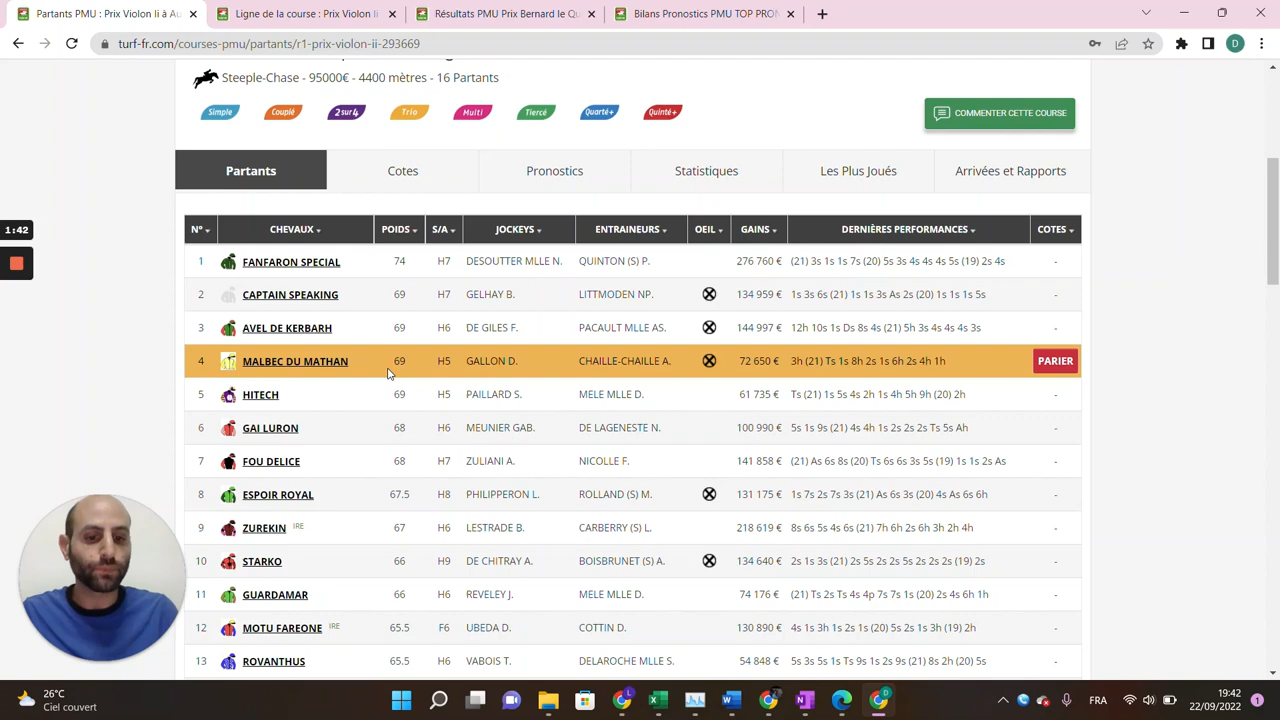 Partants PMU : Prix Violon Ii à Au
Ligne de la course : Prix Violon Ii
Résultats PMU Prix Bernard le Qu
Bilans Pronostics PMU TOP PRON
turf-fr.com/courses-pmu/partants/r1-prix-violon-ii-293669
D
Steeple-Chase - 95000€ - 4400 mètres - 16 Partants
Simple Couplé 2 sur 4 Trio Multi Tiercé Quarté+ Quinté+
COMMENTER CETTE COURSE
Partants Cotes Pronostics Statistiques Les Plus Joués Arrivées et Rapports
1:42
N° CHEVAUX POIDS S/A JOCKEYS ENTRAINEURS OEIL GAINS DERNIÈRES PERFORMANCES COTES
1 FANFARON SPECIAL 74 H7 DESOUTTER MLLE N. QUINTON (S) P. 276 760 € (21) 3s 1s 1s 7s (20) 5s 3s 4s 4s 4s 5s (19) 2s 4s -
2 CAPTAIN SPEAKING 69 H7 GELHAY B. LITTMODEN NP. 134 959 € 1s 3s 6s (21) 1s 1s 3s As 2s (20) 1s 1s 1s 5s -
3 AVEL DE KERBARH 69 H6 DE GILES F. PACAULT MLLE AS. 144 997 € 12h 10s 1s Ds 8s 4s (21) 5h 3s 4s 4s 4s 3s -
4 MALBEC DU MATHAN 69 H5 GALLON D. CHAILLE-CHAILLE A. 72 650 € 3h (21) Ts 1s 8h 2s 1s 6h 2s 4h 1h PARIER
5 HITECH 69 H5 PAILLARD S. MELE MLLE D. 61 735 € Ts (21) 1s 5s 4s 2h 1s 4h 5h 9h (20) 2h -
6 GAI LURON 68 H6 MEUNIER GAB. DE LAGENESTE N. 100 990 € 5s 1s 9s (21) 4s 4h 1s 2s 2s 2s Ts 5s Ah -
7 FOU DELICE 68 H7 ZULIANI A. NICOLLE F. 141 858 € (21) As 6s 8s (20) Ts 6s 6s 3s 5s (19) 1s 1s 2s As -
8 ESPOIR ROYAL 67.5 H8 PHILIPPERON L. ROLLAND (S) M. 131 175 € 1s 7s 2s 7s 3s (21) As 6s 3s (20) 4s As 6s 6h -
9 ZUREKIN IRE 67 H6 LESTRADE B. CARBERRY (S) L. 218 619 € 3s 6s 5s 4s 6s (21) 7h 6h 2s 6h 3h 2h 4h -
10 STARKO 66 H9 DE CHITRAY A. BOISBRUNET (S) A. 134 640 € 2s 1s 3s (21) 2s 5s 2s 2s 5s 2s 2s 2s (19) 2s -
11 GUARDAMAR 66 H6 REVELEY J. MELE MLLE D. 74 176 € (21) Ts 2s Ts 4s 4p 7s 7s 1s (20) 2s 4s 6h 1h -
12 MOTU FAREONE IRE 65.5 F6 UBEDA D. COTTIN D. 130 890 € 4s 1s 3h 1s 2s 1s (20) 5s 2s 1s 3h (19) 2h -
13 ROVANTHUS 65.5 H6 VABOIS T. DELAROCHE MLLE S. 54 848 € 5s 3s 5s 1s Ts 9s 1s 2s 9s (21) 8s 2h (20) 5s -
26°C
Ciel couvert
FRA
19:42
22/09/2022
1